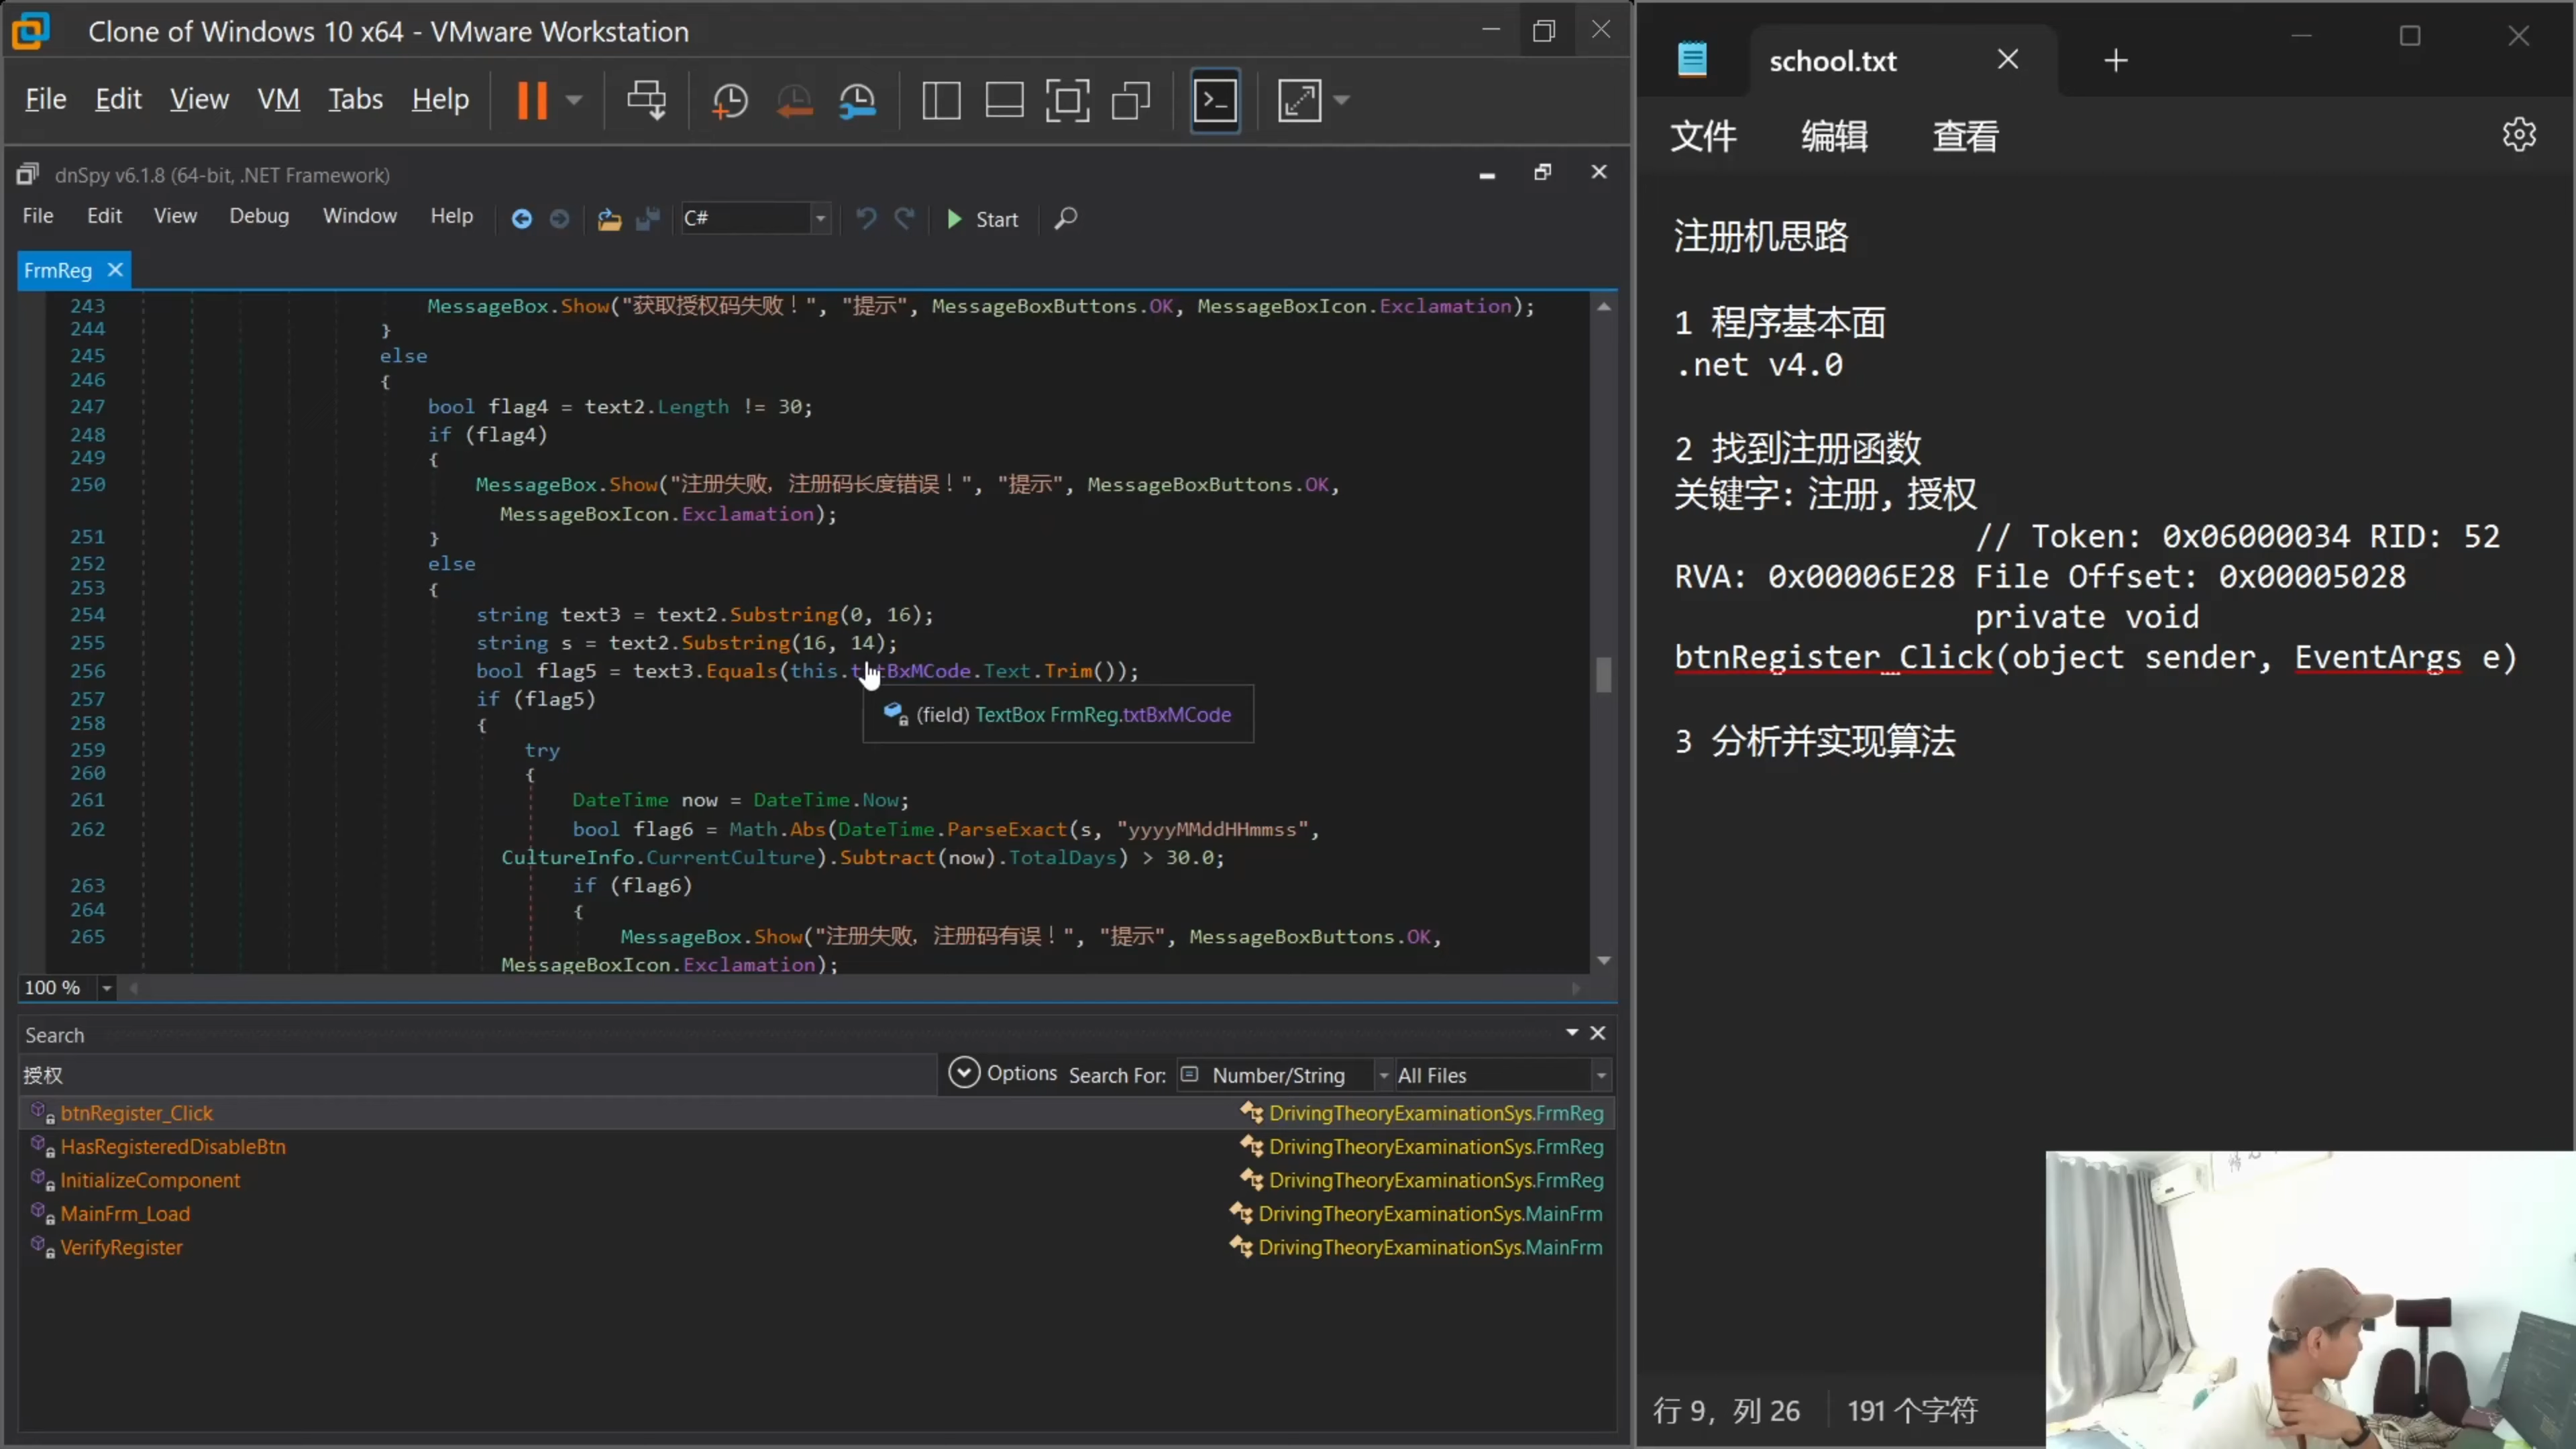 Clone of Windows 10 x64 - VMware Workstation
File Edit View VM Tabs Help
dnSpy v6.1.8 (64-bit, .NET Framework)
File Edit View Debug Window Help C# Start
FrmReg
243 MessageBox.Show("获取授权码失败！", "提示", MessageBoxButtons.OK, MessageBoxIcon.Exclamation);
244 }
245 else
246 {
247 bool flag4 = text2.Length != 30;
248 if (flag4)
249 {
250 MessageBox.Show("注册失败，注册码长度错误！", "提示", MessageBoxButtons.OK,
MessageBoxIcon.Exclamation);
251 }
252 else
253 {
254 string text3 = text2.Substring(0, 16);
255 string s = text2.Substring(16, 14);
256 bool flag5 = text3.Equals(this.txtBxMCode.Text.Trim());
257 if (flag5)
258 {
(field) TextBox FrmReg.txtBxMCode
259 try
260 {
261 DateTime now = DateTime.Now;
262 bool flag6 = Math.Abs(DateTime.ParseExact(s, "yyyyMMddHHmmss",
CultureInfo.CurrentCulture).Subtract(now).TotalDays) > 30.0;
263 if (flag6)
264 {
265 MessageBox.Show("注册失败，注册码有误！", "提示", MessageBoxButtons.OK,
MessageBoxIcon.Exclamation);
100 %
Search
授权 Options Search For: Number/String All Files
btnRegister_Click DrivingTheoryExaminationSys.FrmReg
HasRegisteredDisableBtn DrivingTheoryExaminationSys.FrmReg
InitializeComponent DrivingTheoryExaminationSys.FrmReg
MainFrm_Load DrivingTheoryExaminationSys.MainFrm
VerifyRegister DrivingTheoryExaminationSys.MainFrm
school.txt
文件 编辑 查看
注册机思路
1 程序基本面
.net v4.0
2 找到注册函数
关键字：注册，授权
// Token: 0x06000034 RID: 52
RVA: 0x00006E28 File Offset: 0x00005028
private void
btnRegister_Click(object sender, EventArgs e)
3 分析并实现算法
行 9，列 26 191 个字符